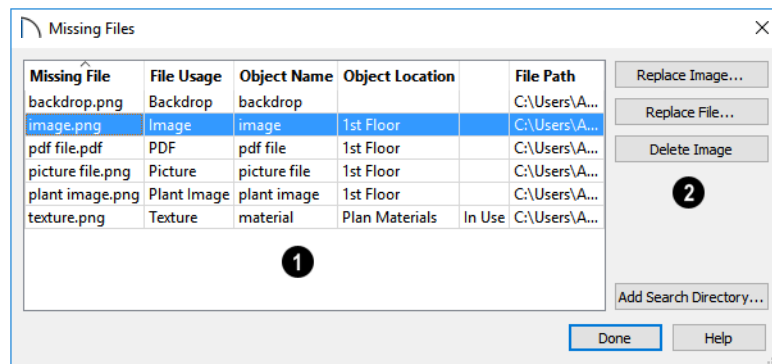 Missing Files
Missing File File Usage Object Name Object Location File Path
backdrop.png Backdrop backdrop C:\Users\A...
image.png Image image 1st Floor C:\Users\A...
pdf file.pdf PDF pdf file 1st Floor C:\Users\A...
picture file.png Picture picture file 1st Floor C:\Users\A...
plant image.png Plant Image plant image 1st Floor C:\Users\A...
texture.png Texture material Plan Materials In Use C:\Users\A...
1
Replace Image...
Replace File...
Delete Image
2
Add Search Directory...
Done Help